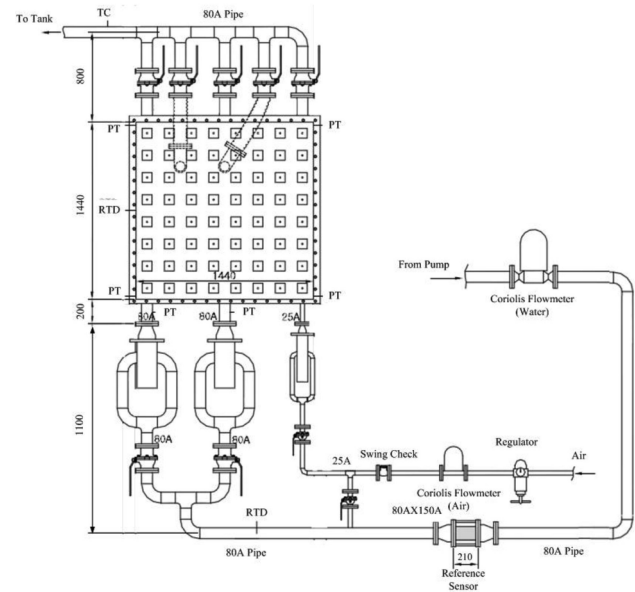 TC
80A Pipe
To Tank
800
PT
PT
1440
RTD
1440
From Pump
Coriolis Flowmeter
(Water)
PT
PT
200
80A
PT
80A
PT
25A
1100
80A
80A
25A
Swing Check
Regulator
Air
Coriolis Flowmeter
(Air)
80AX150A
RTD
80A Pipe
210
Reference
Sensor
80A Pipe